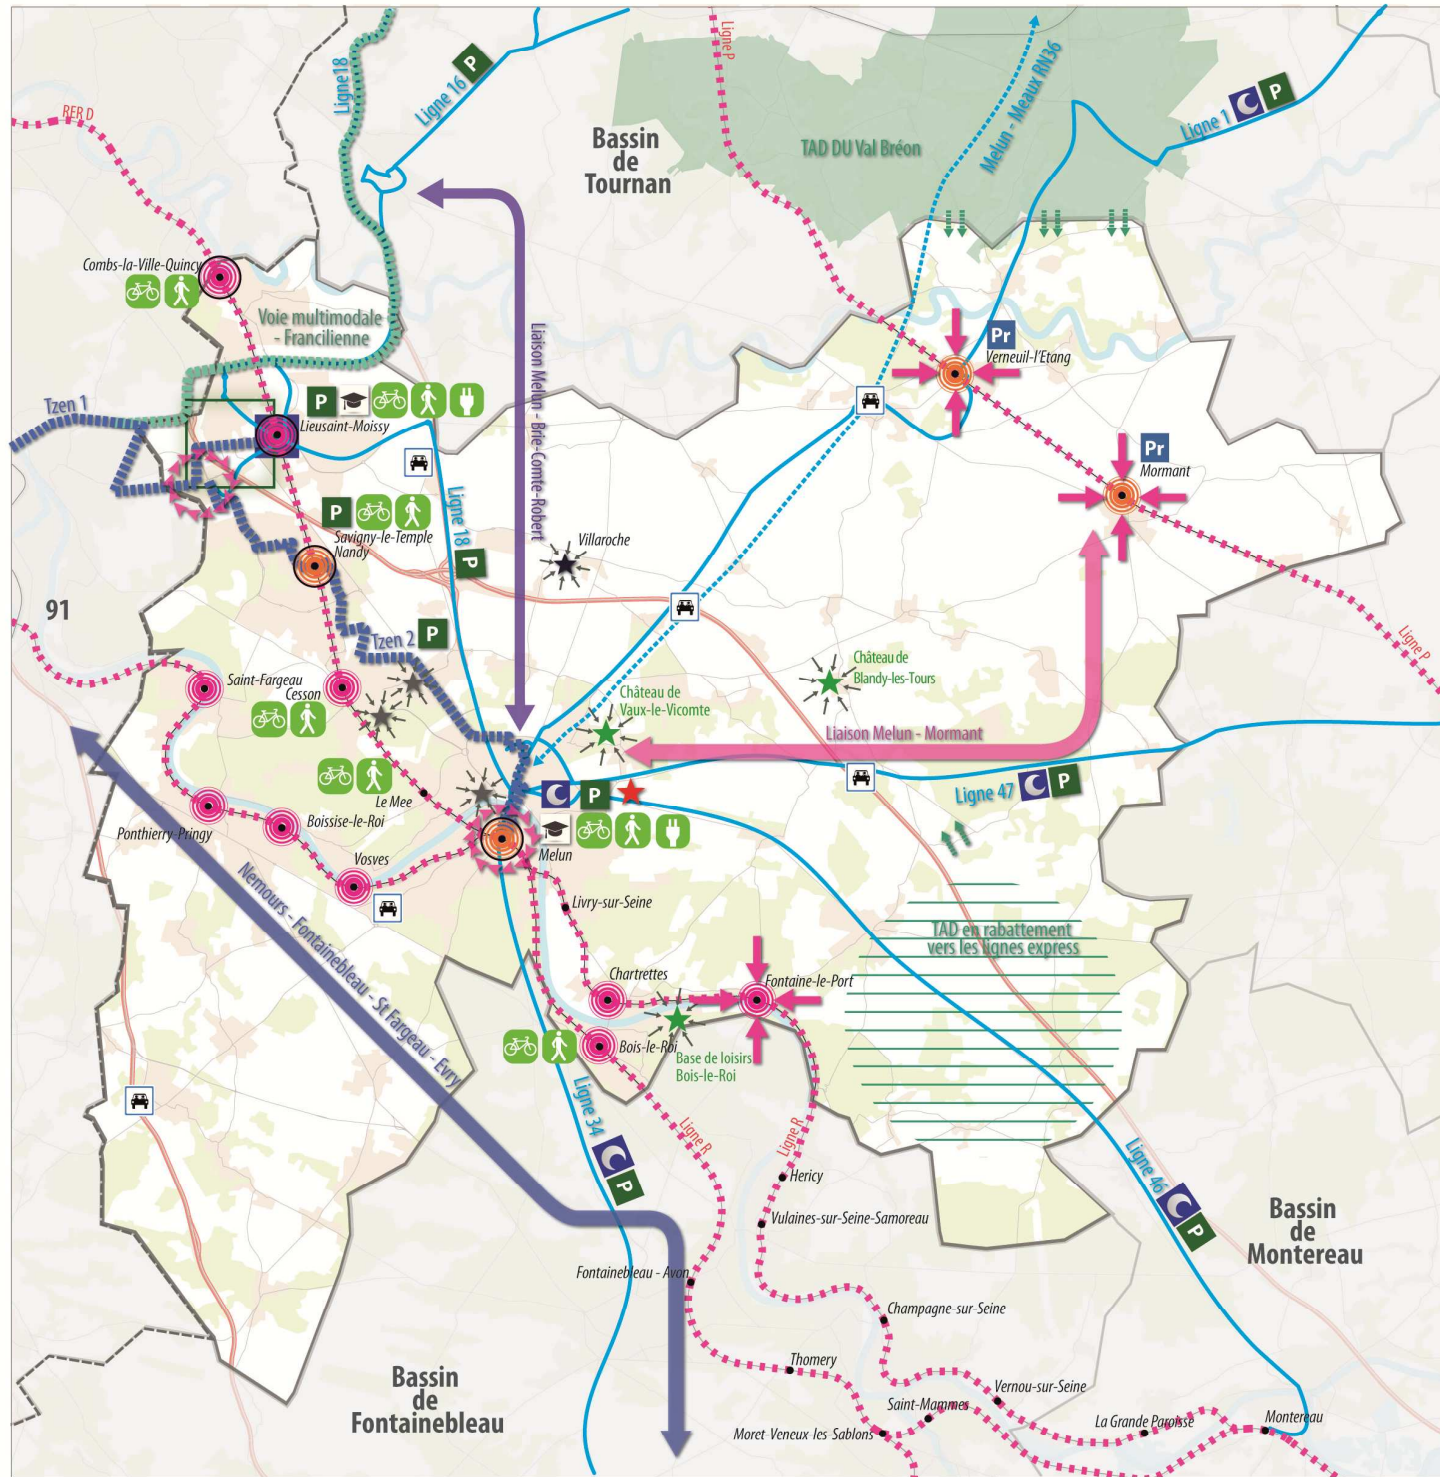 Ligne P
Ligne18
Ligne 16
P
Melun - Meaux RN36
Ligne 1
P
RER D
Bassin
de
Tournan
TAD DU Val Bréon
Combs-la-Ville-Quincy
Voie multimodale
- Francilienne
Liaison Melun - Brie-Comte-Robert
Pr
Verneuil-l'Etang
Tzen 1
P
Lieusaint-Moissy
Pr
Mormant
Ligne 18
P
P
Savigny-le-Temple
Nandy
Villaroche
91
Tzen 2
P
Ligne P
Saint-Fargeau
Cesson
Château de
Blandy-les-Tours
Château de
Vaux-le-Vicomte
Liaison Melun - Mormant
Ligne 47
P
P
Le Mee
Ponthierry-Pringy
Boissise-le-Roi
Vosves
Melun
Nemours - Fontainebleau - St Fargeau - Evry
Livry-sur-Seine
TAD en rabattement
vers les lignes express
Chartrettes
Fontaine-le-Port
Bois-le-Roi
Base de loisirs
Bois-le-Roi
Ligne 34
P
Ligne R
Ligne R
Ligne 46
P
Hericy
Vulaines-sur-Seine-Samoreau
Bassin
de
Montereau
Fontainebleau - Avon
Champagne-sur-Seine
Thomery
Bassin
de
Fontainebleau
Vernou-sur-Seine
Saint-Mammes
La Grande Paroisse
Montereau
Moret Veneux les Sablons